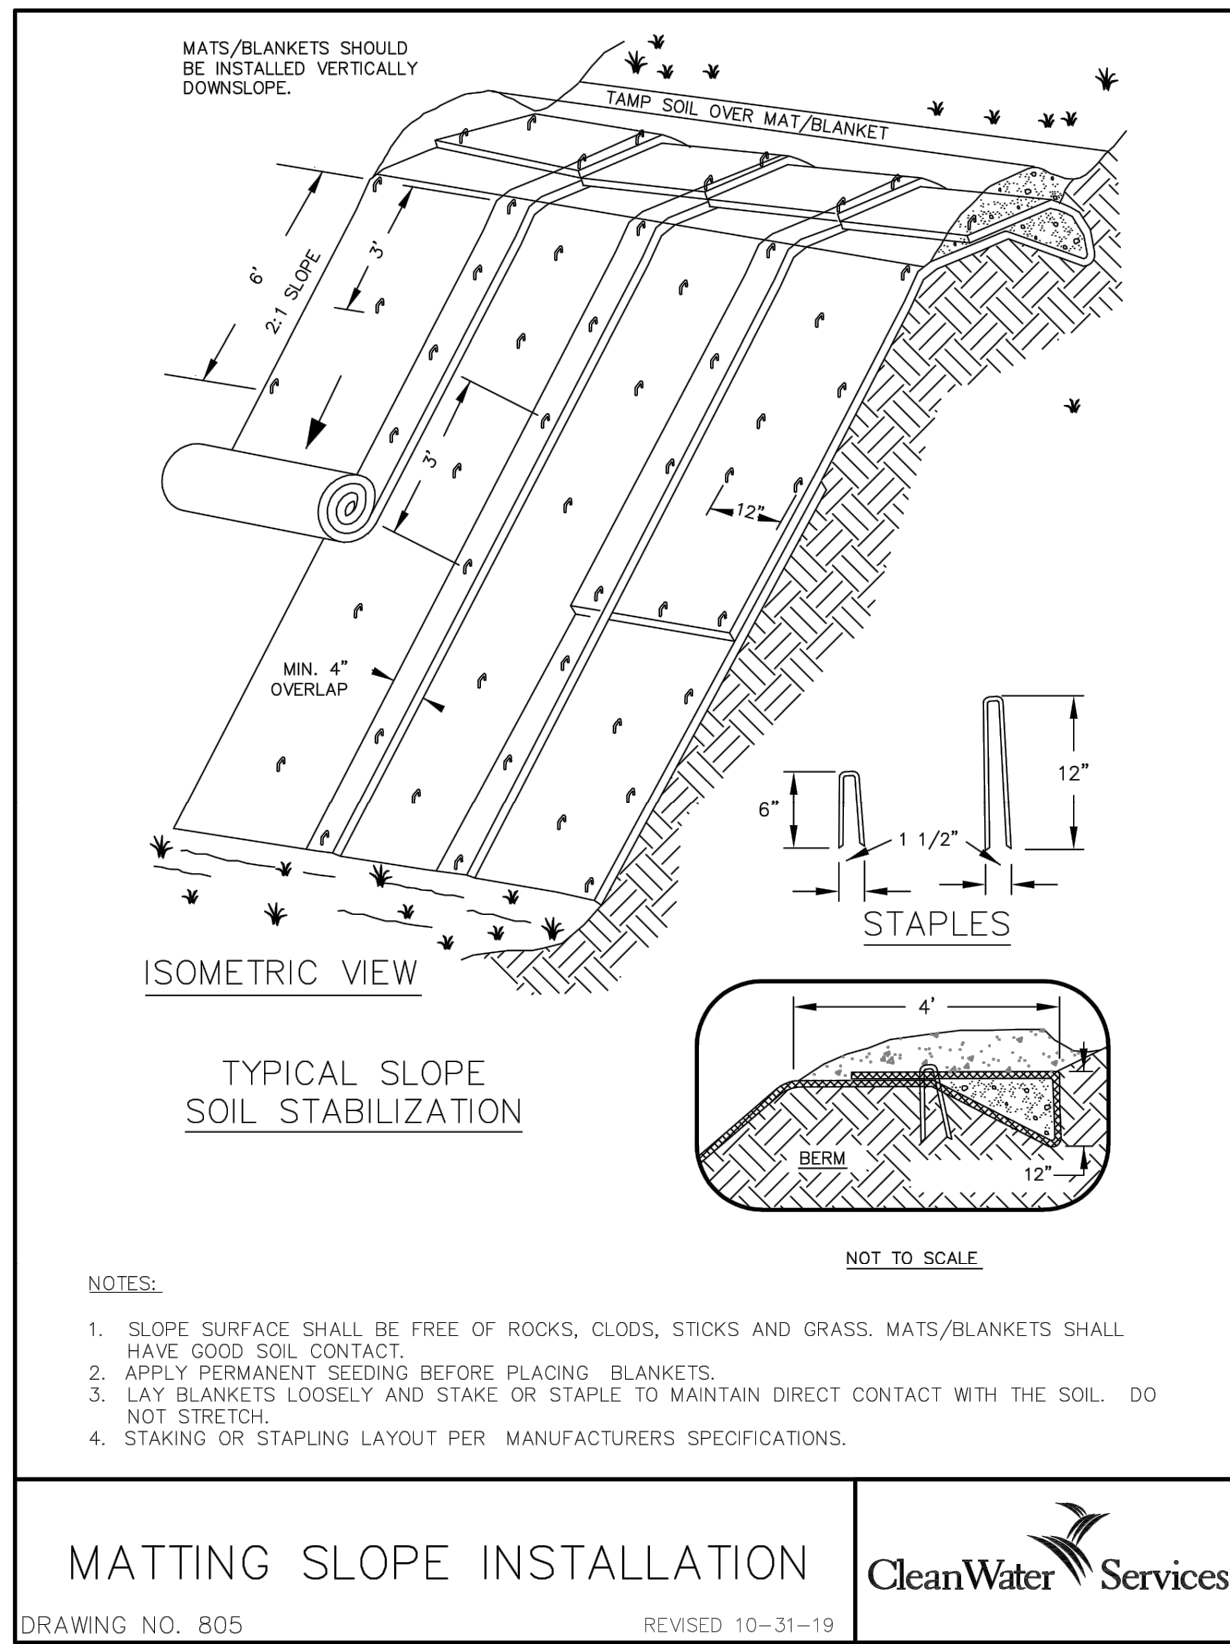 MATS/BLANKETS SHOULD
BE INSTALLED VERTICALLY
DOWNSLOPE.
TAMP SOIL OVER MAT/BLANKET
6'
2:1 SLOPE
3'
3'
12"
MIN. 4"
OVERLAP
6"
12"
1 1/2"
STAPLES
ISOMETRIC VIEW
TYPICAL SLOPE
SOIL STABILIZATION
4'
BERM
12"
NOT TO SCALE
NOTES:
1. SLOPE SURFACE SHALL BE FREE OF ROCKS, CLODS, STICKS AND GRASS. MATS/BLANKETS SHALL
HAVE GOOD SOIL CONTACT.
2. APPLY PERMANENT SEEDING BEFORE PLACING BLANKETS.
3. LAY BLANKETS LOOSELY AND STAKE OR STAPLE TO MAINTAIN DIRECT CONTACT WITH THE SOIL. DO
NOT STRETCH.
4. STAKING OR STAPLING LAYOUT PER MANUFACTURERS SPECIFICATIONS.
MATTING SLOPE INSTALLATION
CleanWater Services
DRAWING NO. 805
REVISED 10-31-19